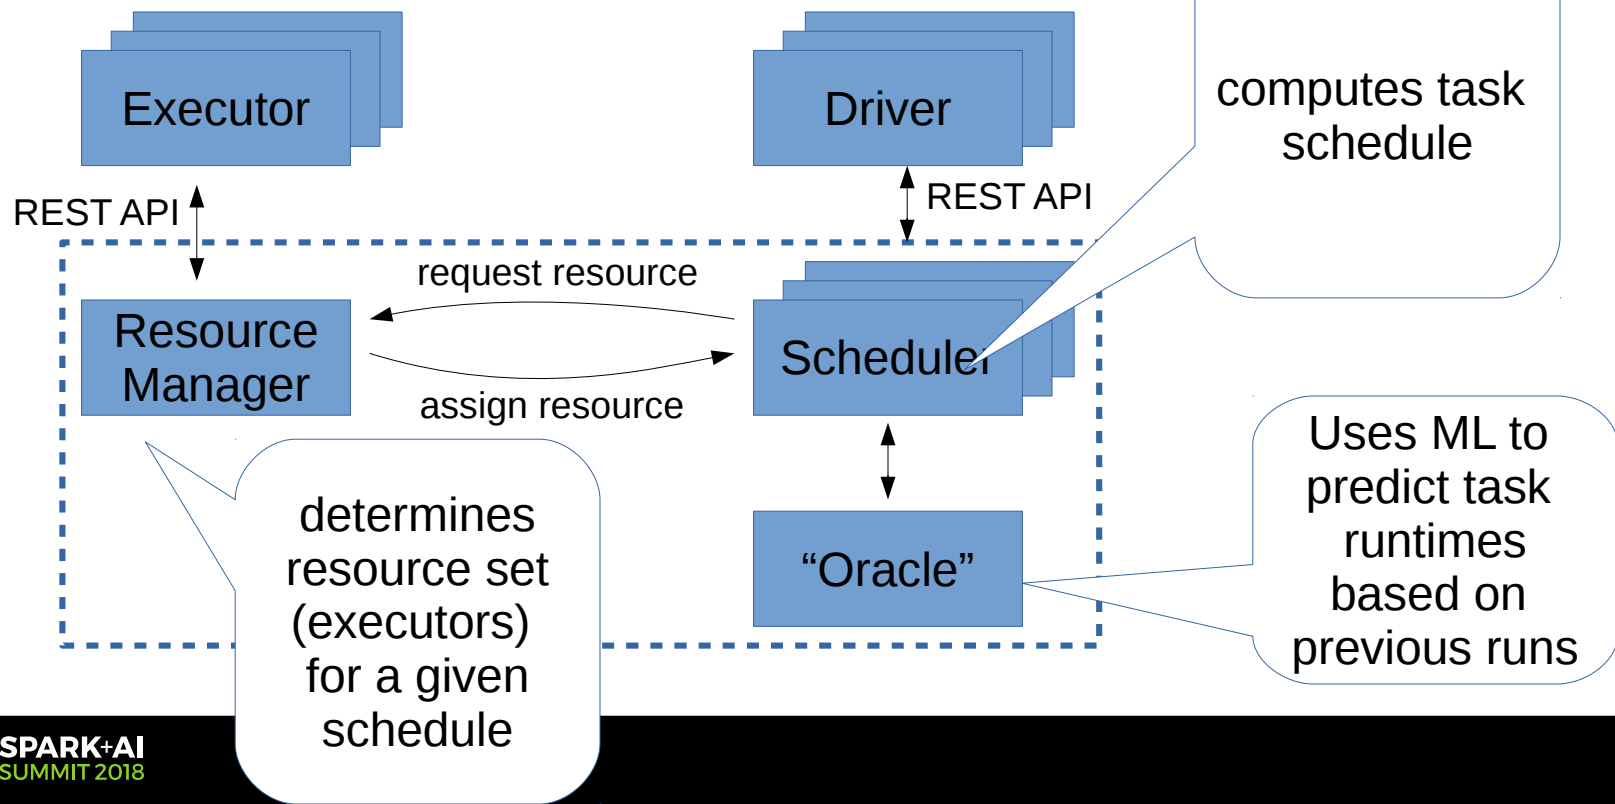 Executor
Driver
computes task
schedule
REST API
REST API
request resource
Resource
Manager
Scheduler
assign resource
determines
resource set
(executors)
for a given
schedule
“Oracle”
Uses ML to
predict task
runtimes
based on
previous runs
SPARK+AI
SUMMIT 2018